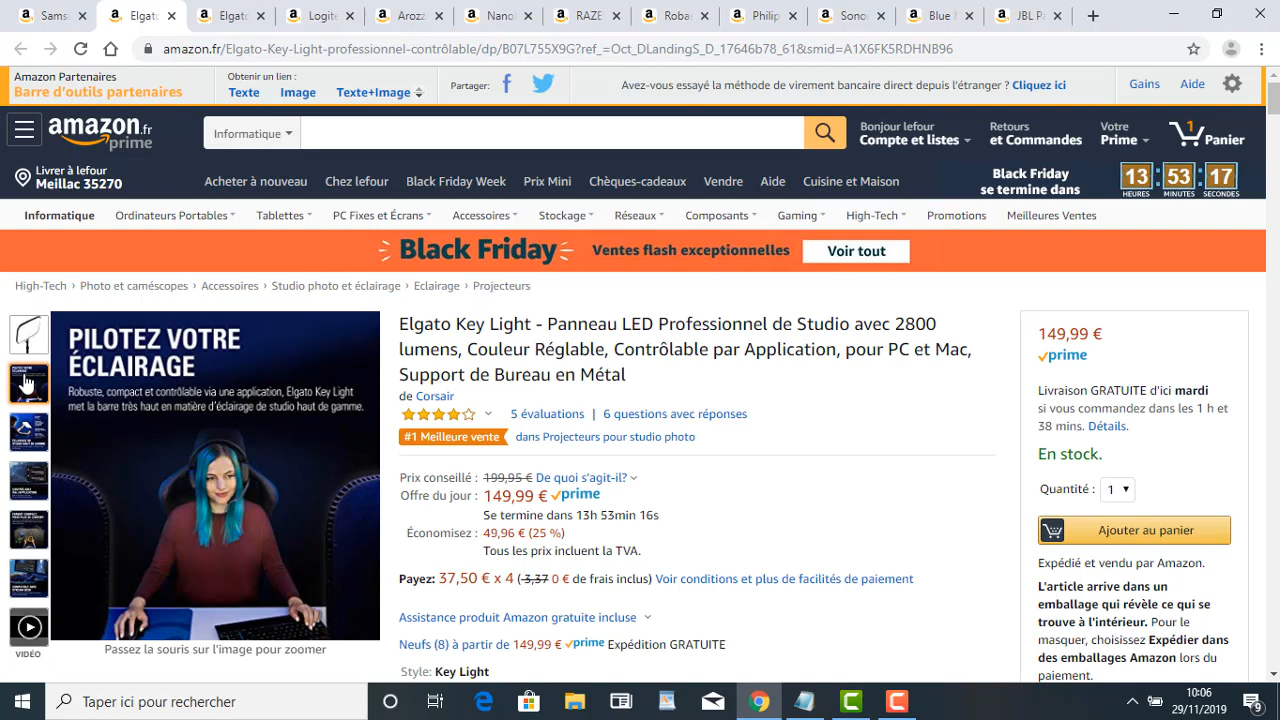 Sams
Elgato
Elgato
Logite
Arozz
Nanol
RAZE
Robas
Philip
Sono
Blue M
JBL Pa
amazon.fr/Elgato-Key-Light-professionnel-contrôlable/dp/B07L755X9G?ref_=Oct_DLandingS_D_17646b78_61&smid=A1X6FK5RDHNB96
Amazon Partenaires
Barre d'outils partenaires
Obtenir un lien :
Texte Image Texte+Image
Partager:
Avez-vous essayé la méthode de virement bancaire direct depuis l'étranger ? Cliquez ici
Gains Aide
amazon.fr
prime
Informatique
Bonjour lefour
Compte et listes
Retours
et Commandes
Votre
Prime
1
Panier
Livrer à lefour
Meillac 35270
Acheter à nouveau Chez lefour Black Friday Week Prix Mini Chèques-cadeaux Vendre Aide Cuisine et Maison
Black Friday
se termine dans
13 : 53 : 17
HEURES MINUTES SECONDES
Informatique Ordinateurs Portables Tablettes PC Fixes et Écrans Accessoires Stockage Réseaux Composants Gaming High-Tech Promotions Meilleures Ventes
Black Friday Ventes flash exceptionnelles Voir tout
High-Tech › Photo et caméscopes › Accessoires › Studio photo et éclairage › Eclairage › Projecteurs
PILOTEZ VOTRE
ÉCLAIRAGE
Robuste, compact et contrôlable via une application, Elgato Key Light
met la barre très haut en matière d'éclairage de studio haut de gamme.
VIDÉO
Passez la souris sur l'image pour zoomer
Elgato Key Light - Panneau LED Professionnel de Studio avec 2800
lumens, Couleur Réglable, Contrôlable par Application, pour PC et Mac,
Support de Bureau en Métal
de Corsair
5 évaluations | 6 questions avec réponses
#1 Meilleure vente dans Projecteurs pour studio photo
Prix conseillé : 199,95 € De quoi s'agit-il?
Offre du jour : 149,99 € prime
Se termine dans 13h 53min 16s
Économisez : 49,96 € (25 %)
Tous les prix incluent la TVA.
Payez: 37,50 € x 4 (-3,37 0 € de frais inclus) Voir conditions et plus de facilités de paiement
Assistance produit Amazon gratuite incluse
Neufs (8) à partir de 149,99 € prime Expédition GRATUITE
Style: Key Light
149,99 €
prime
Livraison GRATUITE d'ici mardi
si vous commandez dans les 1 h et
38 mins. Détails.
En stock.
Quantité : 1
Ajouter au panier
Expédié et vendu par Amazon.
L'article arrive dans un
emballage qui révèle ce qui se
trouve à l'intérieur. Pour le
masquer, choisissez Expédier dans
des emballages Amazon lors du
paiement.
Taper ici pour rechercher
10:06
29/11/2019
9